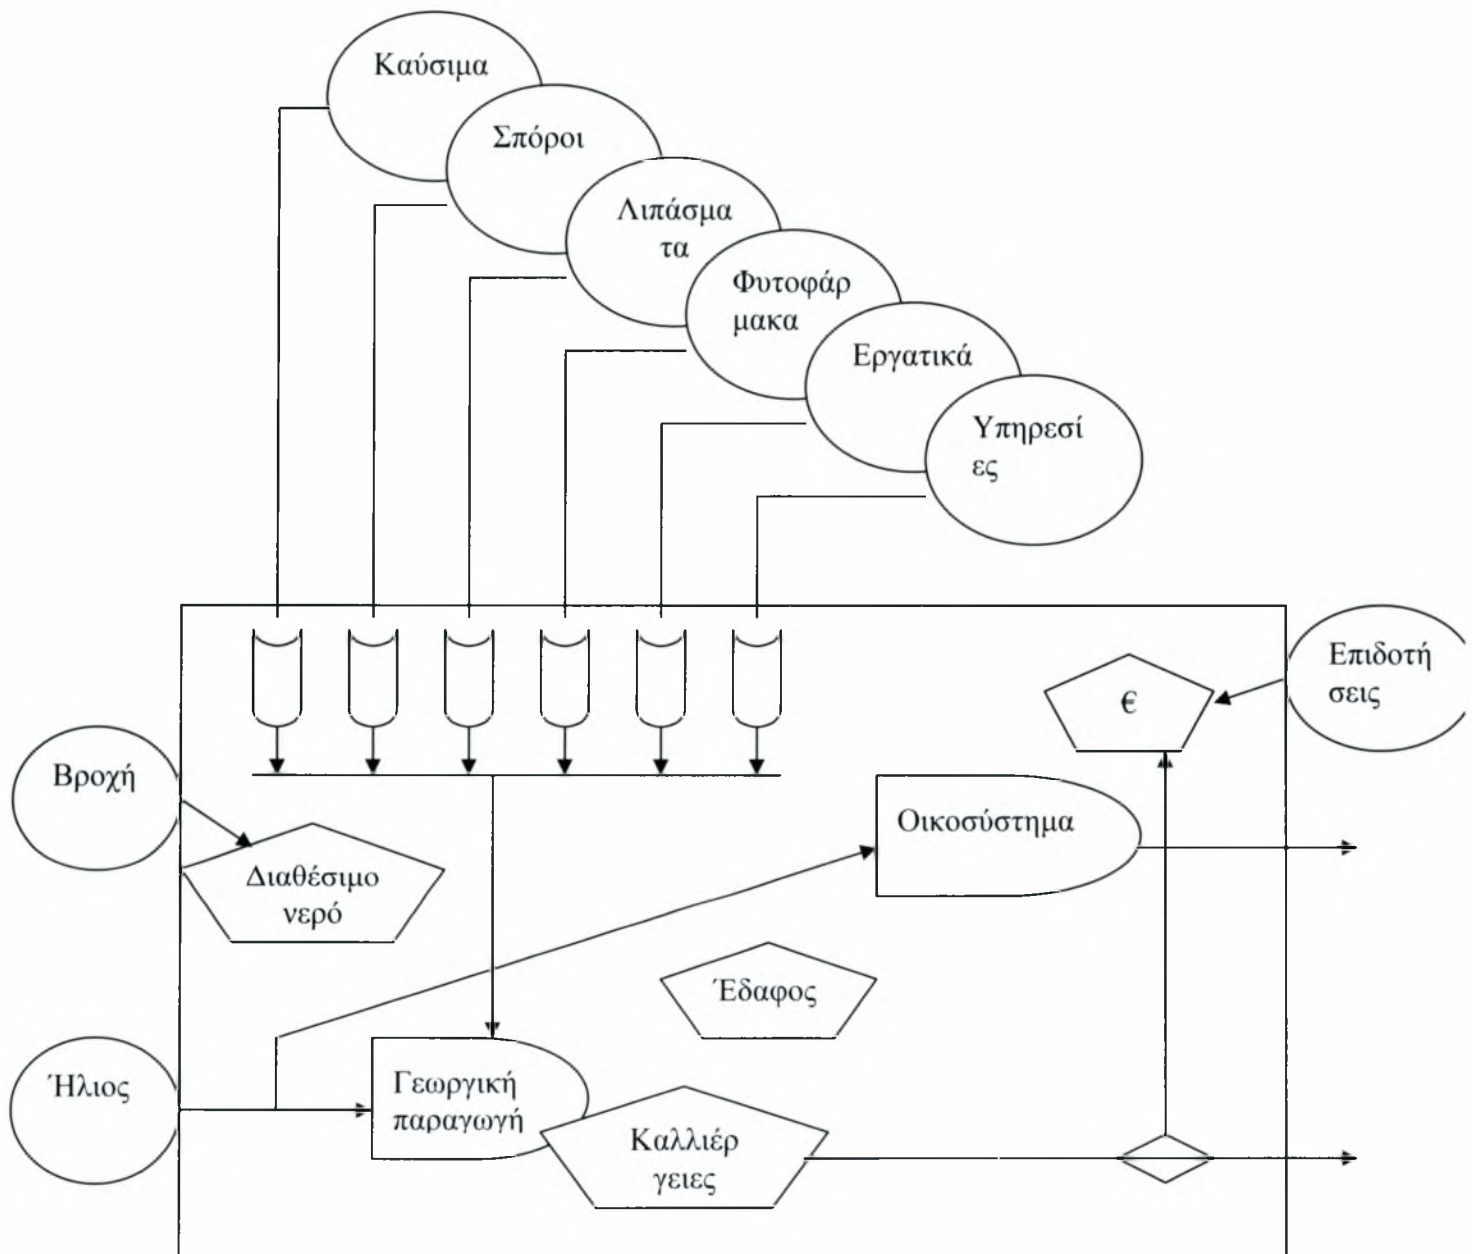 Καύσιμα
Σπόροι
Λιπάσμα
τα
Φυτοφάρ
μακα
Εργατικά
Υπηρεσί
ες
Επιδοτή
σεις
€
Βροχή
Οικοσύστημα
Διαθέσιμο
νερό
Έδαφος
Ήλιος
Γεωργική
παραγωγή
Καλλιέρ
γειες